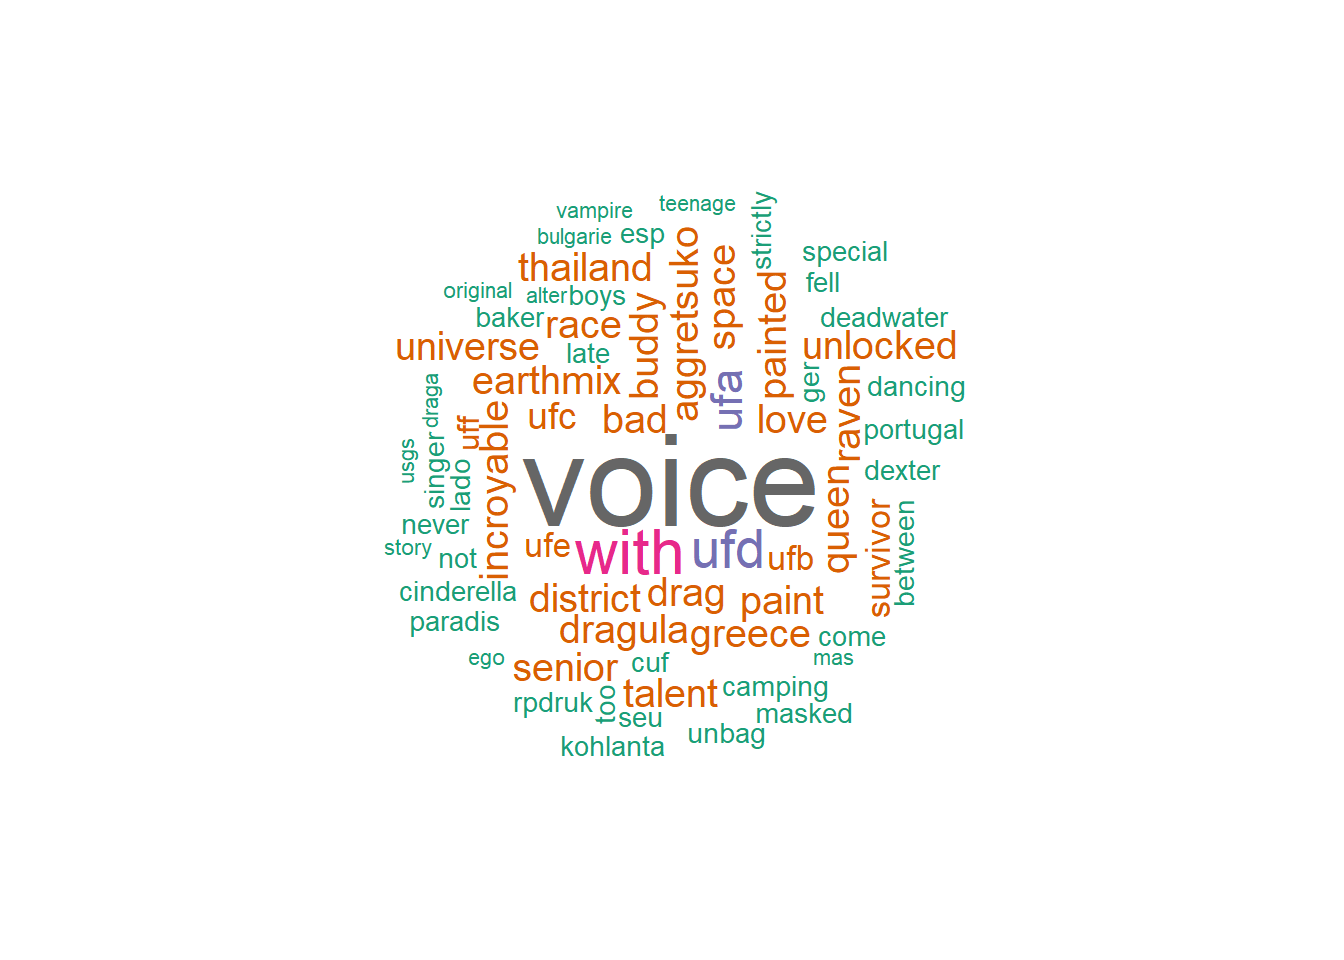 vampire
teenage
strictly
bulgarie
esp
thailand
aggretsuko
space
special
fell
original
alter
boys
buddy
painted
baker
race
deadwater
universe
late
unlocked
earthmix
ufa
ger
raven
dancing
draga
uff
incroyable
ufc
bad
love
portugal
usgs
singer
lado
voice
queen
dexter
never
story
not
ufe
with
ufd
ufb
survivor
between
cinderella
district
drag
paint
paradis
dragula
greece
come
ego
senior
cuf
mas
rpdruk
too
seu
talent
camping
masked
kohlanta
unbag